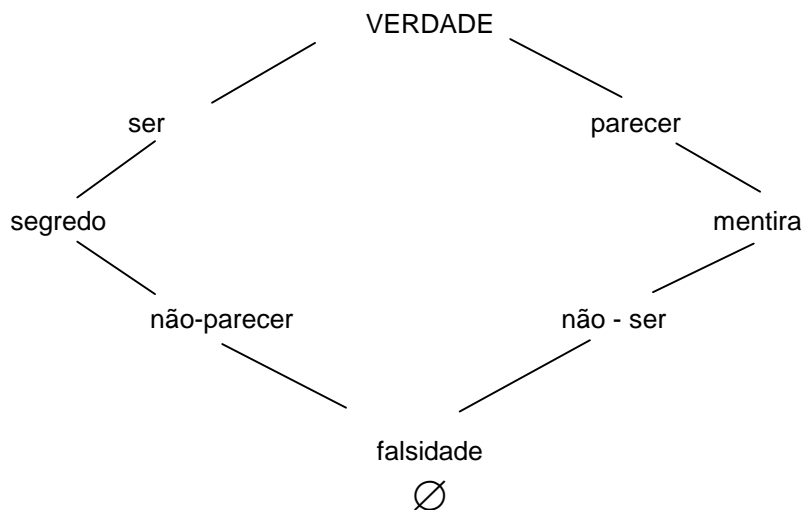 VERDADE
ser parecer
segredo mentira
não-parecer não - ser
falsidade
∅